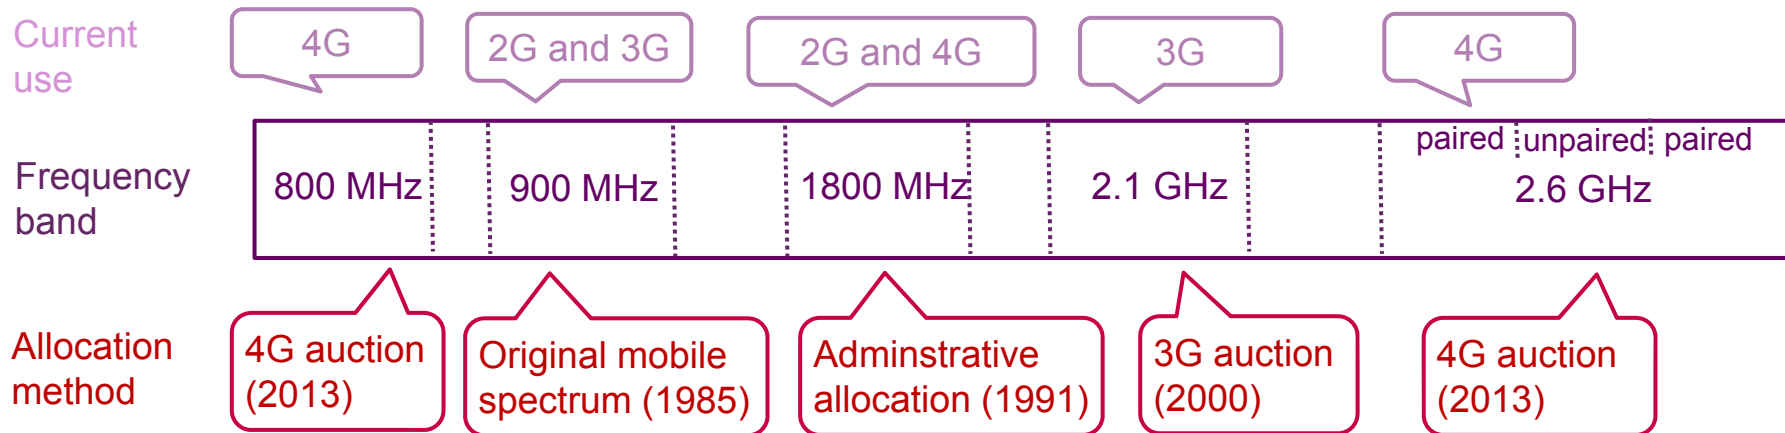 Current
use
4G
2G and 3G
2G and 4G
3G
4G
Frequency
band
800 MHz
900 MHz
1800 MHz
2.1 GHz
paired unpaired paired
2.6 GHz
Allocation
method
4G auction
(2013)
Original mobile
spectrum (1985)
Adminstrative
allocation (1991)
3G auction
(2000)
4G auction
(2013)